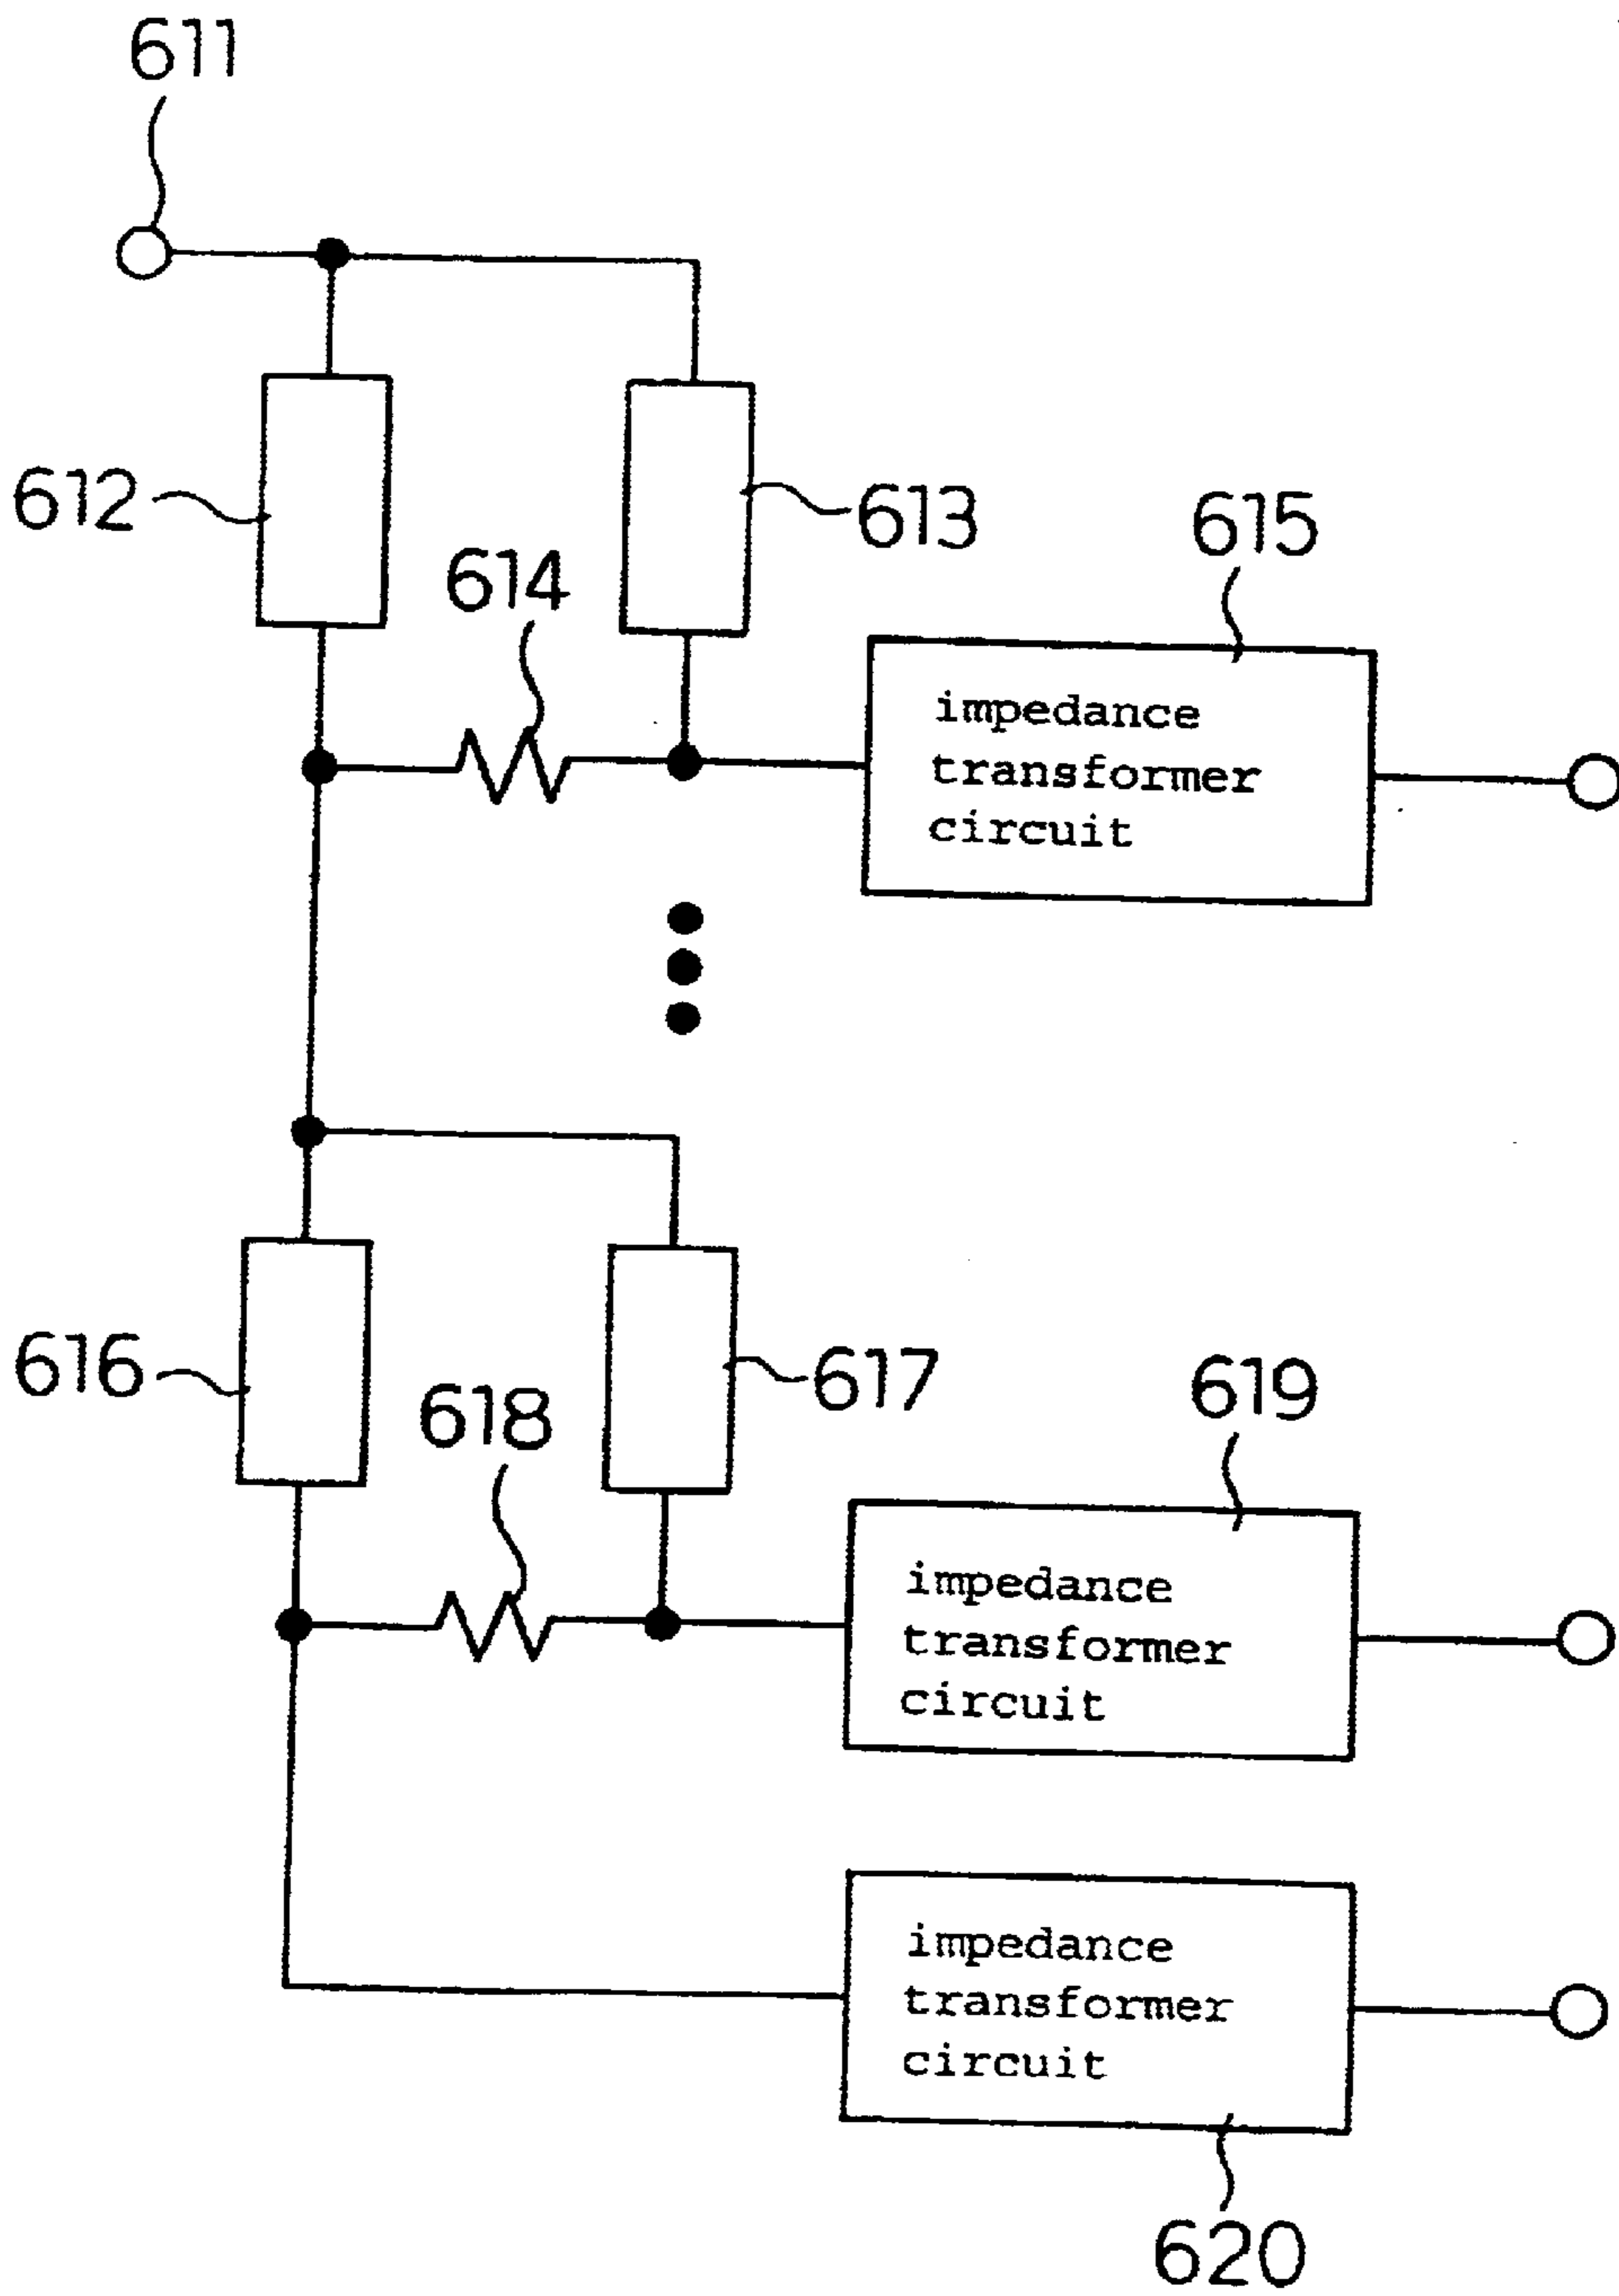 611
612
613
614
615
impedance
transformer
circuit
616
617
618
619
impedance
transformer
circuit
impedance
transformer
circuit
620